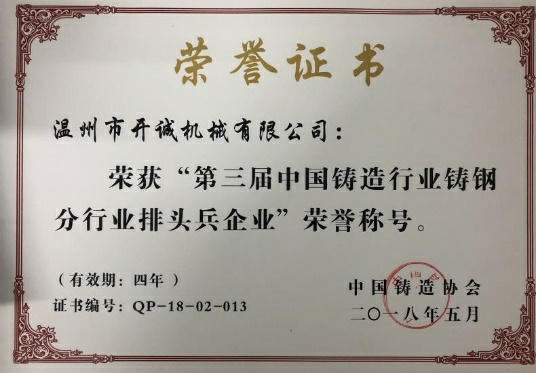 荣誉证书
温州市开诚机械有限公司：
荣获“第三届中国铸造行业铸钢
分行业排头兵企业”荣誉称号。
（有效期：四年）
证书编号：QP-18-02-013
中国铸造协会
二〇一八年五月